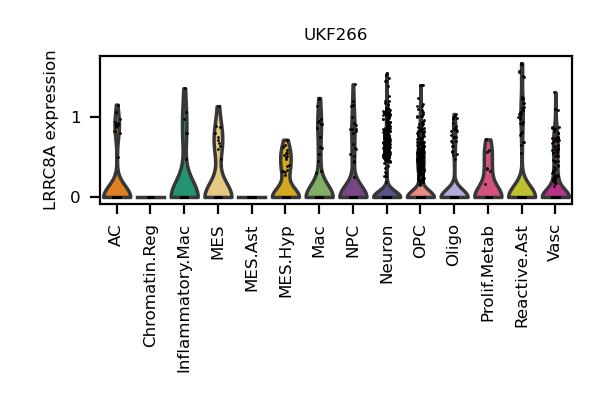 UKF266
LRRC8A expression
1
0
AC
Chromatin.Reg
Inflammatory.Mac
MES
MES.Ast
MES.Hyp
Mac
NPC
Neuron
OPC
Oligo
Prolif.Metab
Reactive.Ast
Vasc